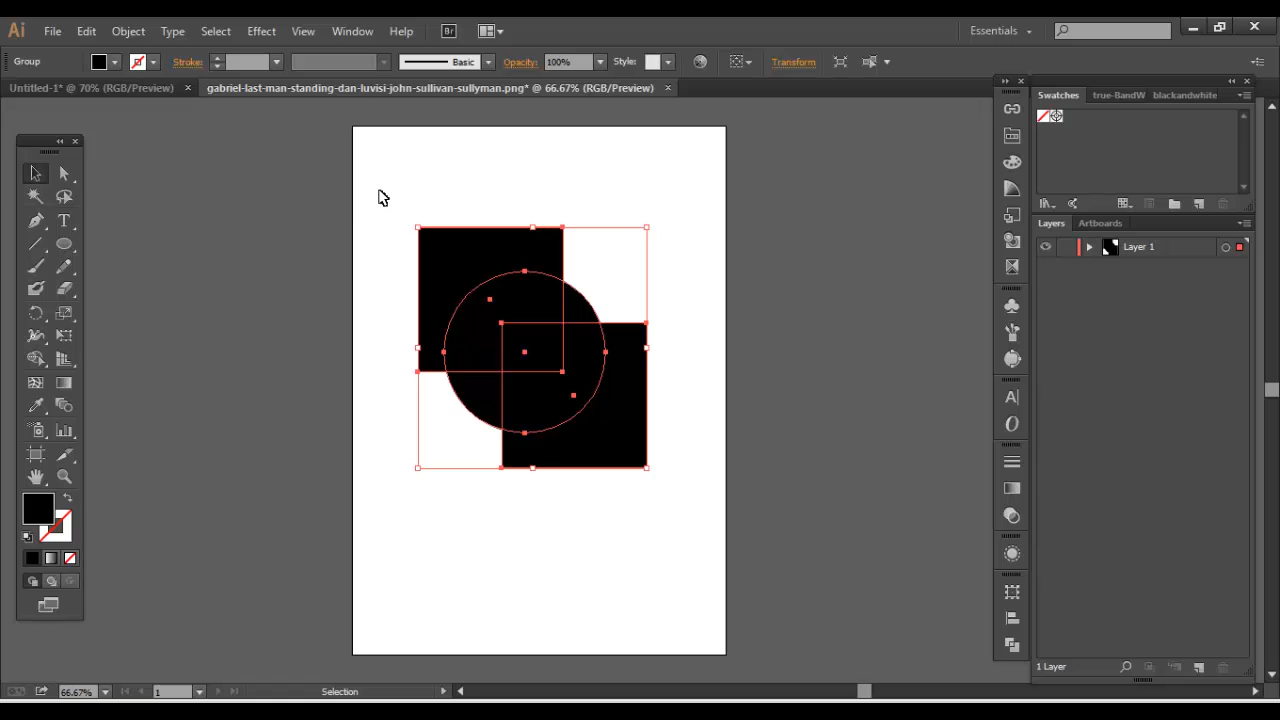 Ai File Edit Object Type Select Effect View Window Help Br Essentials
Group Stroke: Basic Opacity: 100% Style: Transform
Untitled-1* @ 70% (RGB/Preview) gabriel-last-man-standing-dan-luvisi-john-sullivan-sullyman.png* @ 66.67% (RGB/Preview)
Swatches true-BandW blackandwhite
Layers Artboards
Layer 1
1 Layer
66.67% 1 Selection